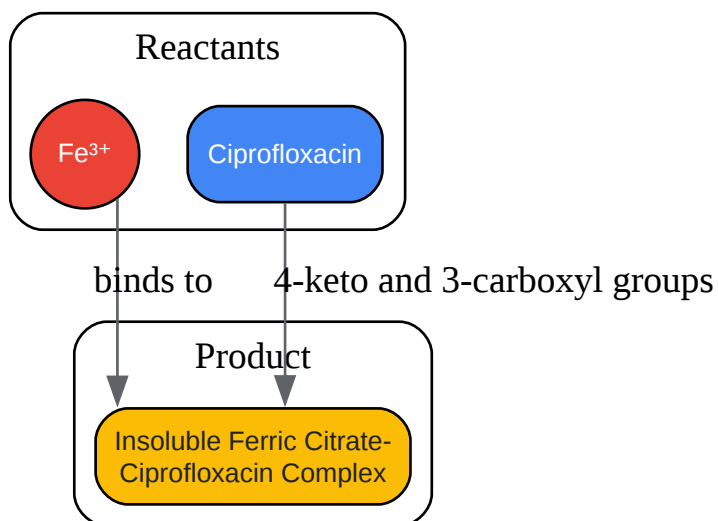 Reactants
Fe³⁺
Ciprofloxacin
binds to
4-keto and 3-carboxyl groups
Product
Insoluble Ferric Citrate-
Ciprofloxacin Complex